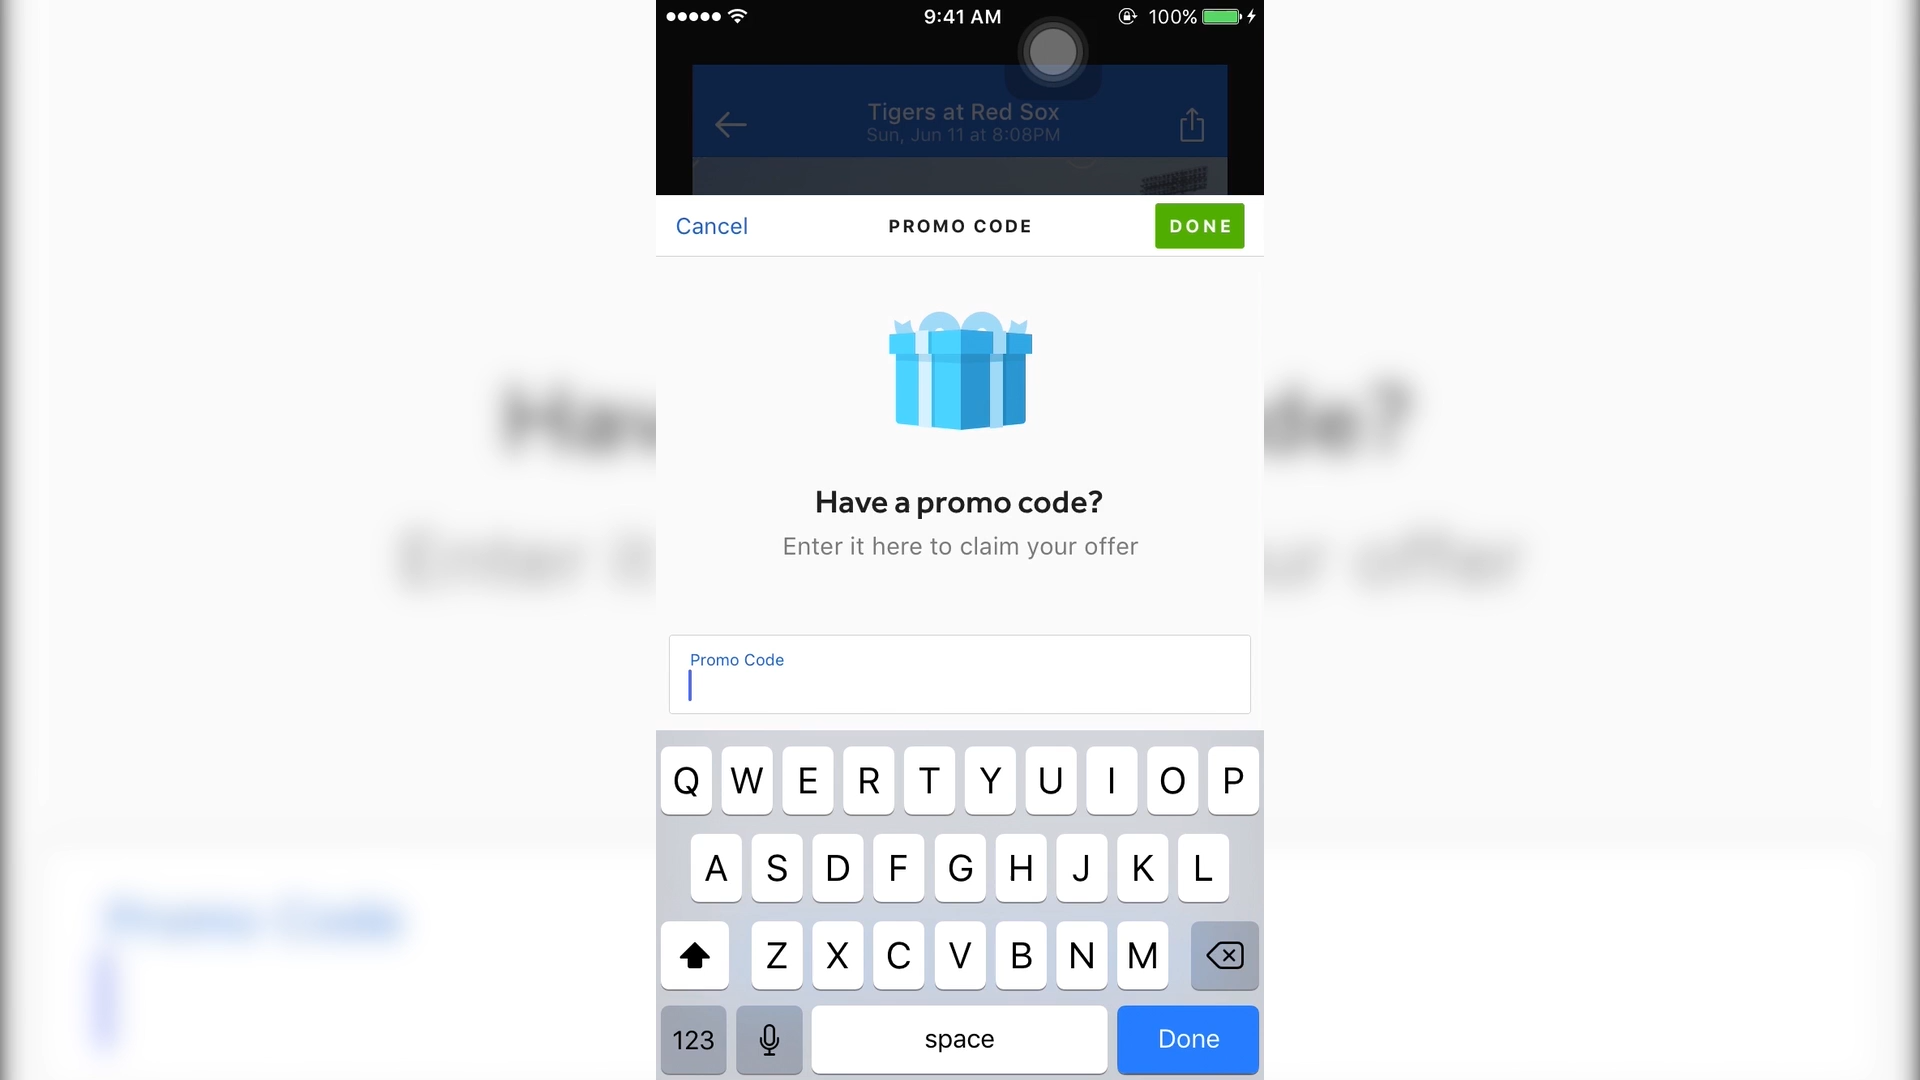 9:41 AM
100%
Tigers at Red Sox
Sun, Jun 11 at 8:08PM
Cancel
PROMO CODE
DONE
Have a promo code?
Enter it here to claim your offer
Promo Code
Q W E R T Y U I O P
A S D F G H J K L
Z X C V B N M
123
space
Done